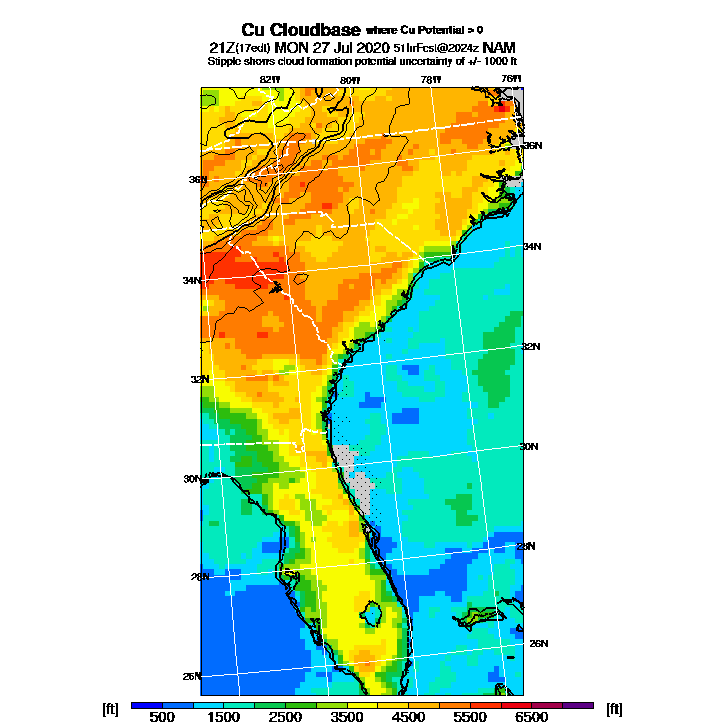 Cu Cloudbase where Cu Potential > 0
21Z(17edt) MON 27 Jul 2020 51hrFcst@2024z NAM
Stipple shows cloud formation potential uncertainty of +/- 1000 ft
82W 80W 78W 76W
36N
36N
34N
34N
32N
32N
30N
30N
28N
28N
26N
26N
[ft] 500 1500 2500 3500 4500 5500 6500 [ft]